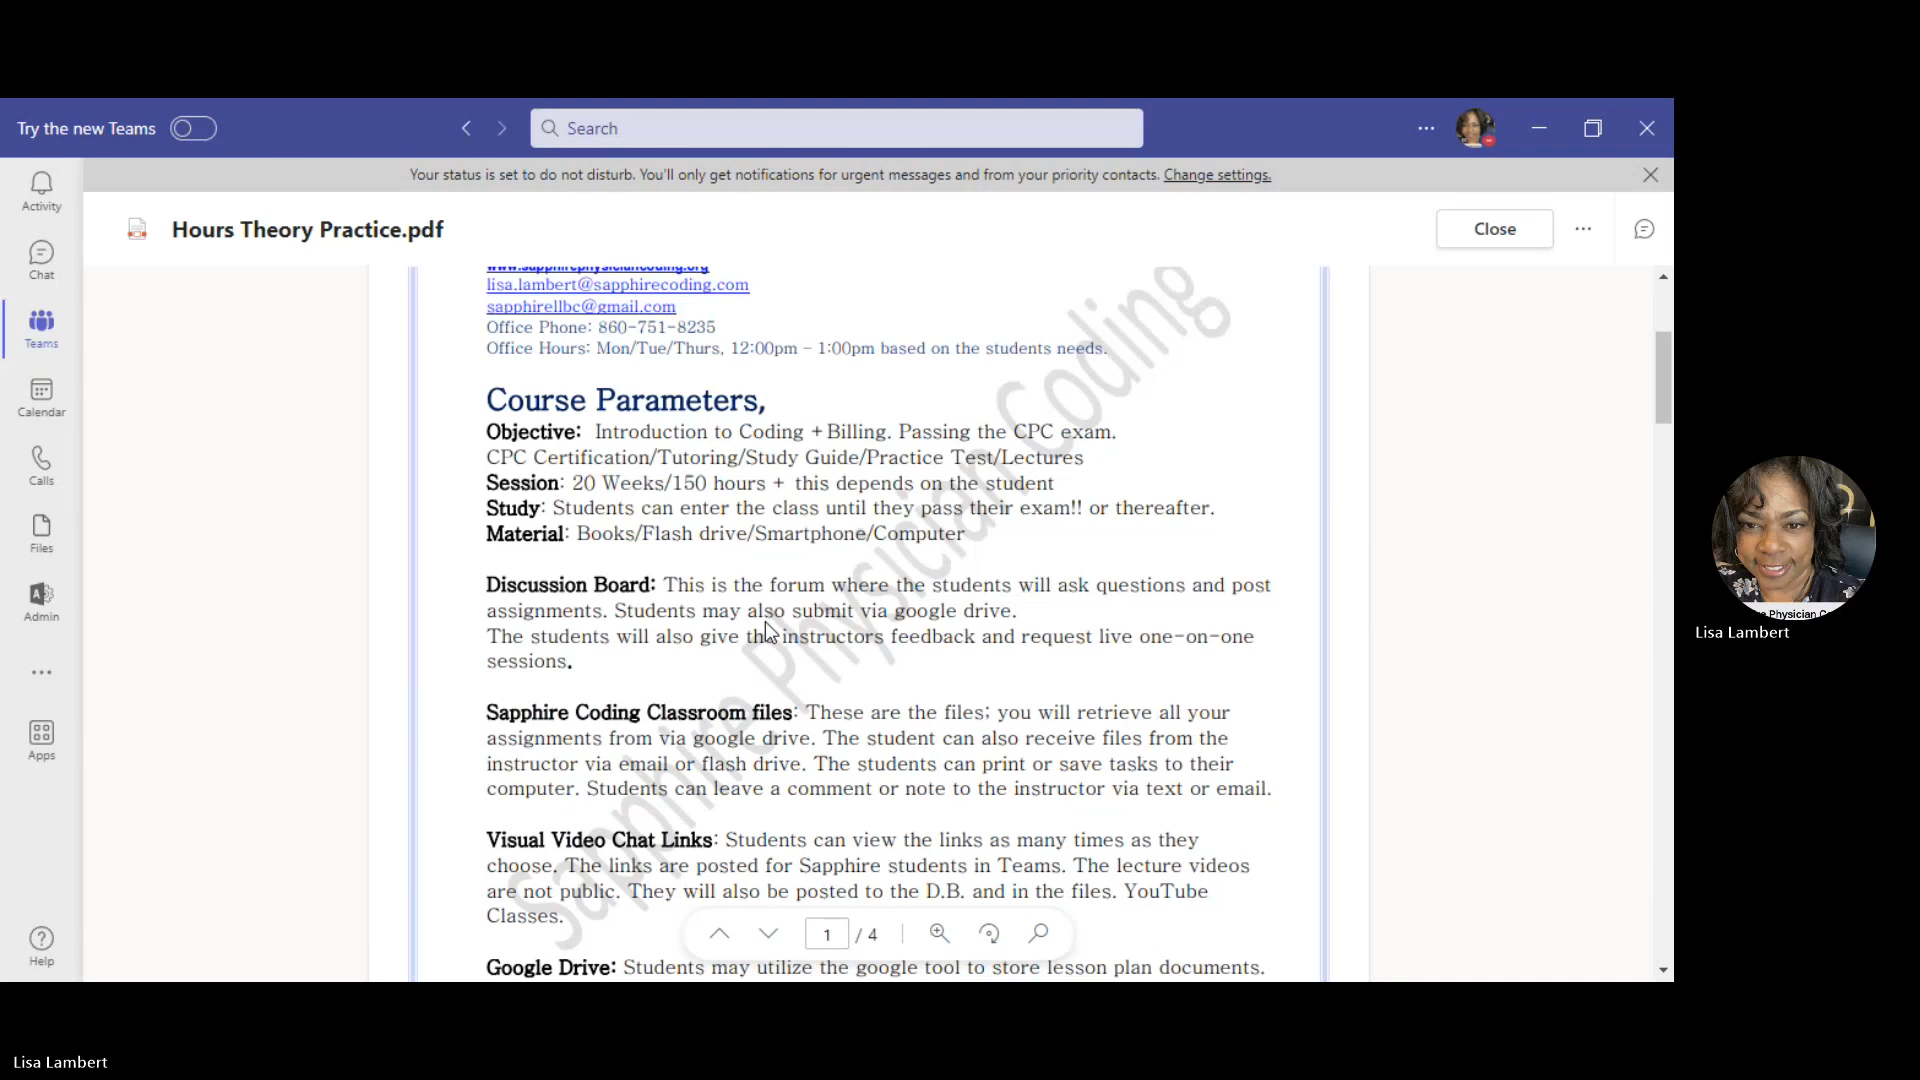 Try the new Teams
Search
Your status is set to do not disturb. You'll only get notifications for urgent messages and from your priority contacts. Change settings.
Activity
Chat
Teams
Calendar
Calls
Files
Admin
Apps
Help
Hours Theory Practice.pdf
Close
www.sapphirephysiciancoding.org
lisa.lambert@sapphirecoding.com
sapphirellbc@gmail.com
Office Phone: 860-751-8235
Office Hours: Mon/Tue/Thurs, 12:00pm – 1:00pm based on the students needs.
Course Parameters,
Objective: Introduction to Coding + Billing. Passing the CPC exam.
CPC Certification/Tutoring/Study Guide/Practice Test/Lectures
Session: 20 Weeks/150 hours + this depends on the student
Study: Students can enter the class until they pass their exam!! or thereafter.
Material: Books/Flash drive/Smartphone/Computer
Discussion Board: This is the forum where the students will ask questions and post
assignments. Students may also submit via google drive.
The students will also give the instructors feedback and request live one-on-one
sessions.
Sapphire Coding Classroom files: These are the files; you will retrieve all your
assignments from via google drive. The student can also receive files from the
instructor via email or flash drive. The students can print or save tasks to their
computer. Students can leave a comment or note to the instructor via text or email.
Visual Video Chat Links: Students can view the links as many times as they
choose. The links are posted for Sapphire students in Teams. The lecture videos
are not public. They will also be posted to the D.B. and in the files. YouTube
Classes.
Google Drive: Students may utilize the google tool to store lesson plan documents.
Sapphire Physician Coding
1 / 4
Physician
Lisa Lambert
Lisa Lambert